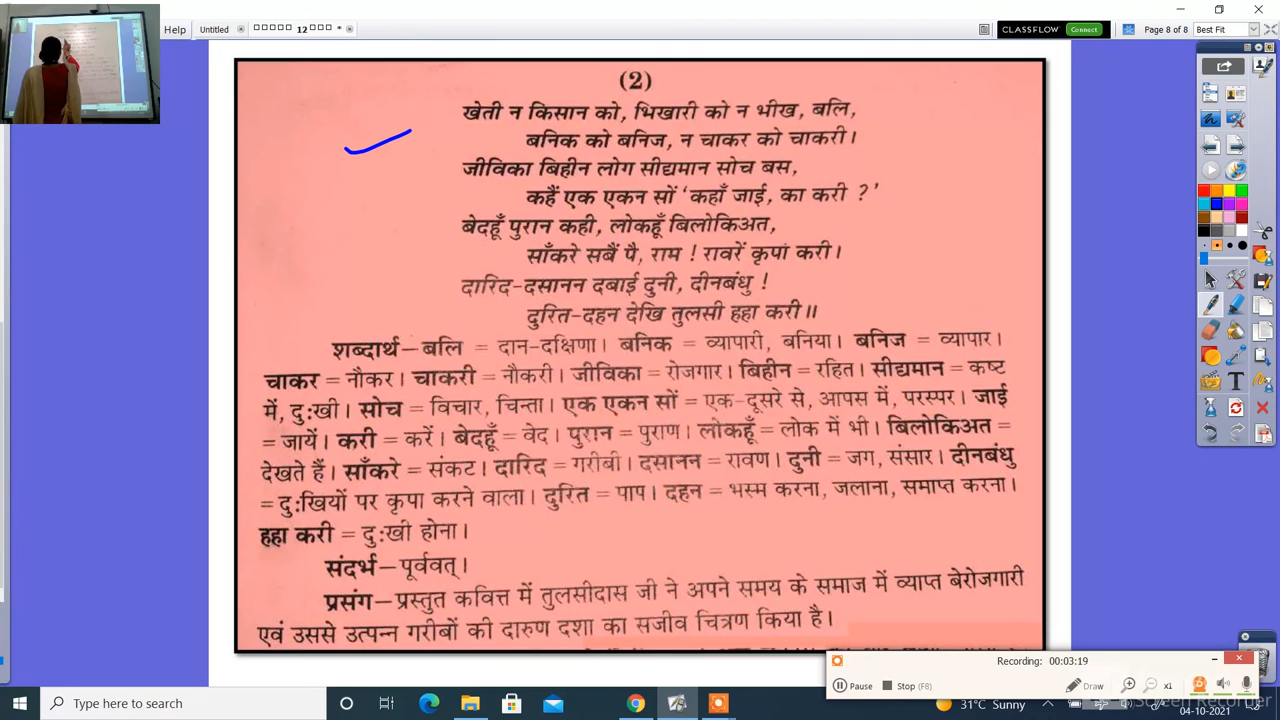 Help
Untitled
12
*
CLASSFLOW
Connect
Page 8 of 8
Best Fit
(2)
खेती न किसान को, भिखारी को न भीख, बलि,
बनिक को बनिज, न चाकर को चाकरी।
जीविका बिहीन लोग सीद्यमान सोच बस,
कहैं एक एकन सों ‘कहाँ जाई, का करी ?’
बेदहूँ पुरान कही, लोकहूँ बिलोकिअत,
साँकरे सबैं पै, राम ! रावरें कृपां करी।
दारिद-दसानन दबाई दुनी, दीनबंधु !
दुरित-दहन देखि तुलसी हहा करी॥
शब्दार्थ—बलि = दान-दक्षिणा। बनिक = व्यापारी, बनिया। बनिज = व्यापार।
चाकर = नौकर। चाकरी = नौकरी। जीविका = रोजगार। बिहीन = रहित। सीद्यमान = कष्ट
में, दु:खी। सोच = विचार, चिन्ता। एक एकन सों = एक-दूसरे से, आपस में, परस्पर। जाई
= जायें। करी = करें। बेदहूँ = वेद। पुरान = पुराण। लोकहूँ = लोक में भी। बिलोकिअत =
देखते हैं। साँकरे = संकट। दारिद = गरीबी। दसानन = रावण। दुनी = जग, संसार। दीनबंधु
= दु:खियों पर कृपा करने वाला। दुरित = पाप। दहन = भस्म करना, जलाना, समाप्त करना।
हहा करी = दु:खी होना।
संदर्भ—पूर्ववत्।
प्रसंग—प्रस्तुत कवित्त में तुलसीदास जी ने अपने समय के समाज में व्याप्त बेरोजगारी
एवं उससे उत्पन्न गरीबों की दारुण दशा का सजीव चित्रण किया है।
Recording: 00:03:19
Pause
Stop (F8)
Draw
x1
Type here to search
31°C Sunny
04-10-2021